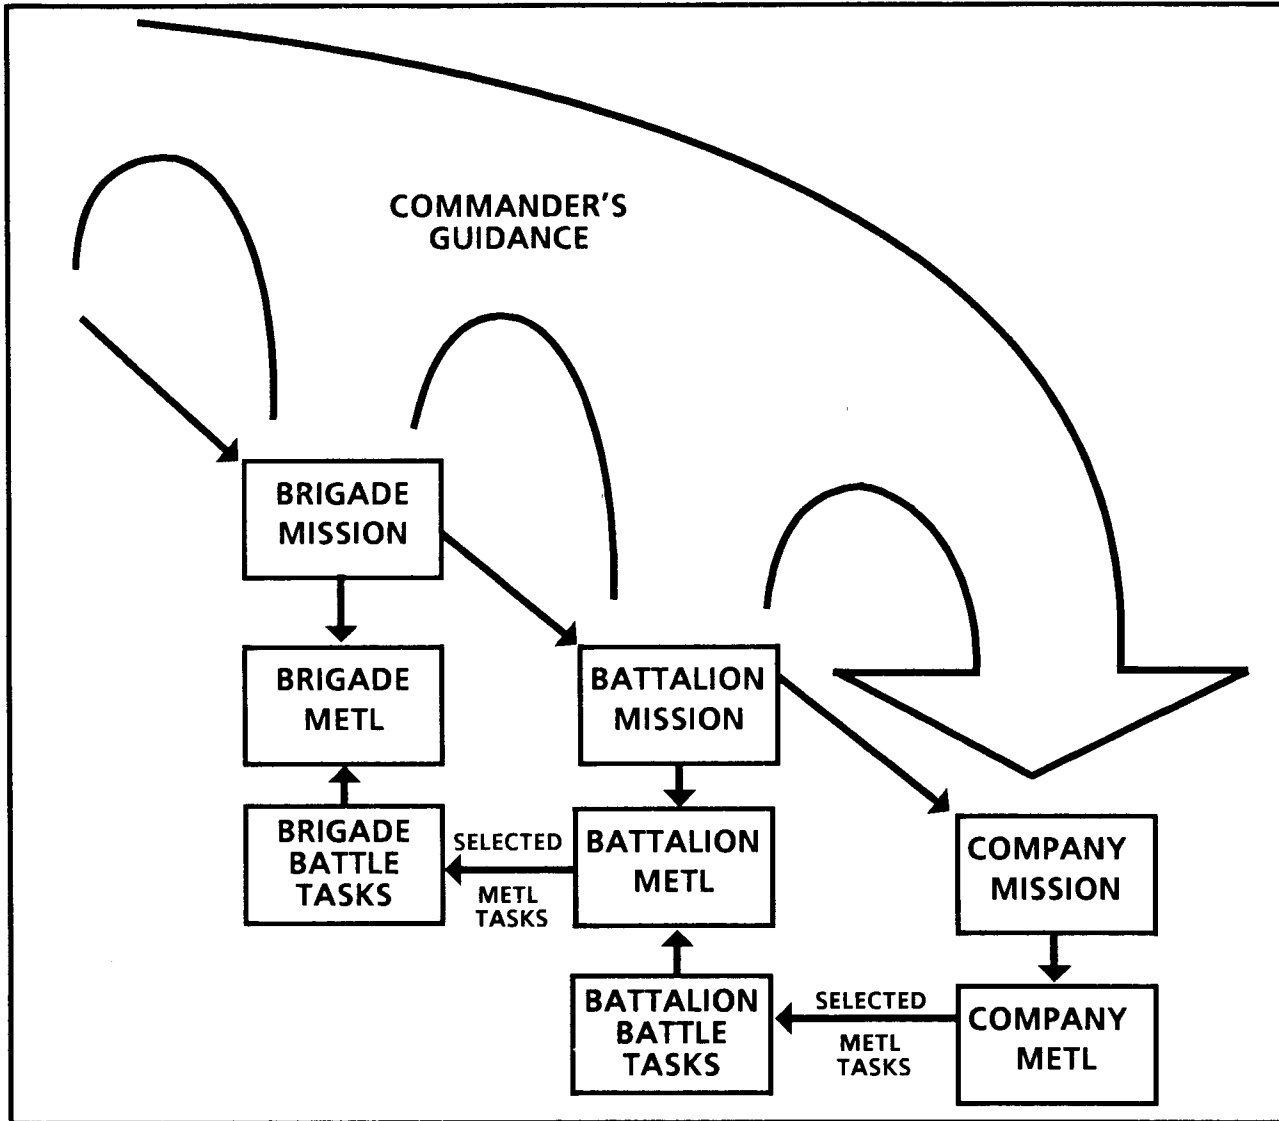 COMMANDER'S
GUIDANCE
BRIGADE
MISSION
BRIGADE
METL
BATTALION
MISSION
BRIGADE
BATTLE
TASKS
SELECTED
METL
TASKS
BATTALION
METL
COMPANY
MISSION
BATTALION
BATTLE
TASKS
SELECTED
METL
TASKS
COMPANY
METL